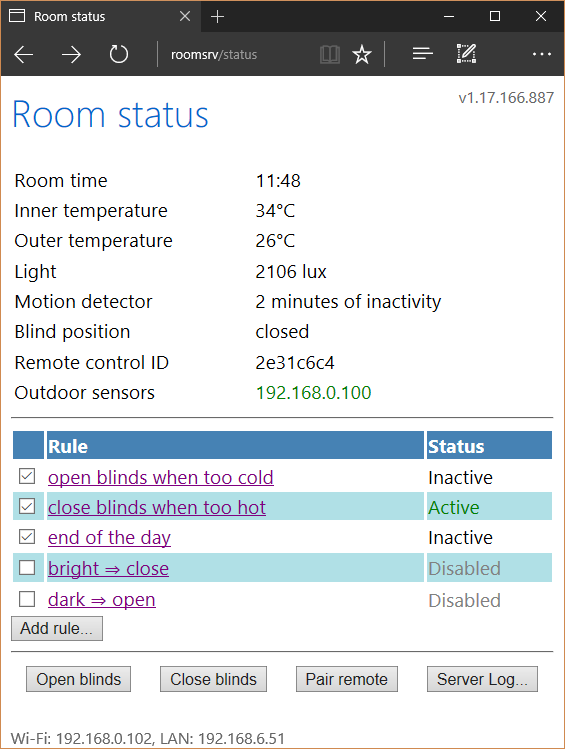 Room status
roomsrv/status
v1.17.166.887
Room status
Room time 11:48
Inner temperature 34°C
Outer temperature 26°C
Light 2106 lux
Motion detector 2 minutes of inactivity
Blind position closed
Remote control ID 2e31c6c4
Outdoor sensors 192.168.0.100
Rule Status
open blinds when too cold Inactive
close blinds when too hot Active
end of the day Inactive
bright ⇒ close Disabled
dark ⇒ open Disabled
Add rule...
Open blinds Close blinds Pair remote Server Log...
Wi-Fi: 192.168.0.102, LAN: 192.168.6.51